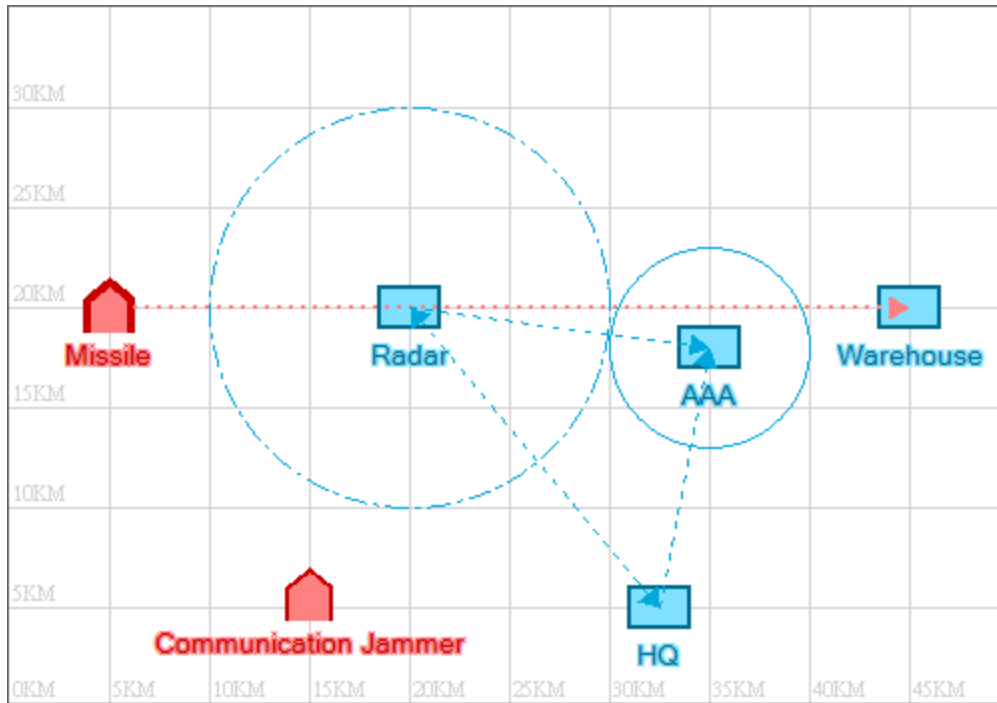 30KM
25KM
20KM
Missile
Radar
Warehouse
AAA
15KM
10KM
5KM
Communication Jammer
HQ
0KM 5KM 10KM 15KM 20KM 25KM 30KM 35KM 40KM 45KM